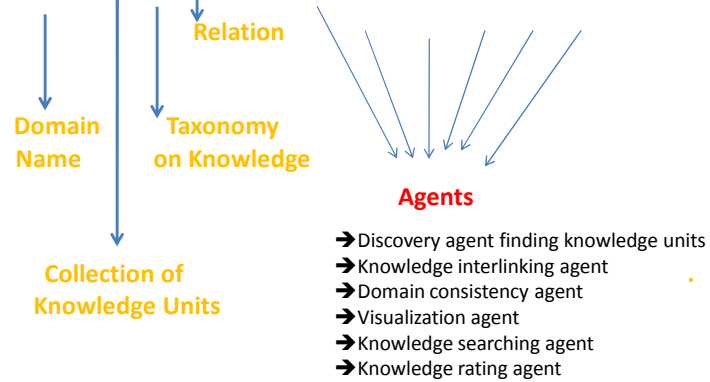 Relation
Domain
Name
Taxonomy
on Knowledge
Collection of
Knowledge Units
Agents
➔Discovery agent finding knowledge units
➔Knowledge interlinking agent
➔Domain consistency agent
➔Visualization agent
➔Knowledge searching agent
➔Knowledge rating agent
.